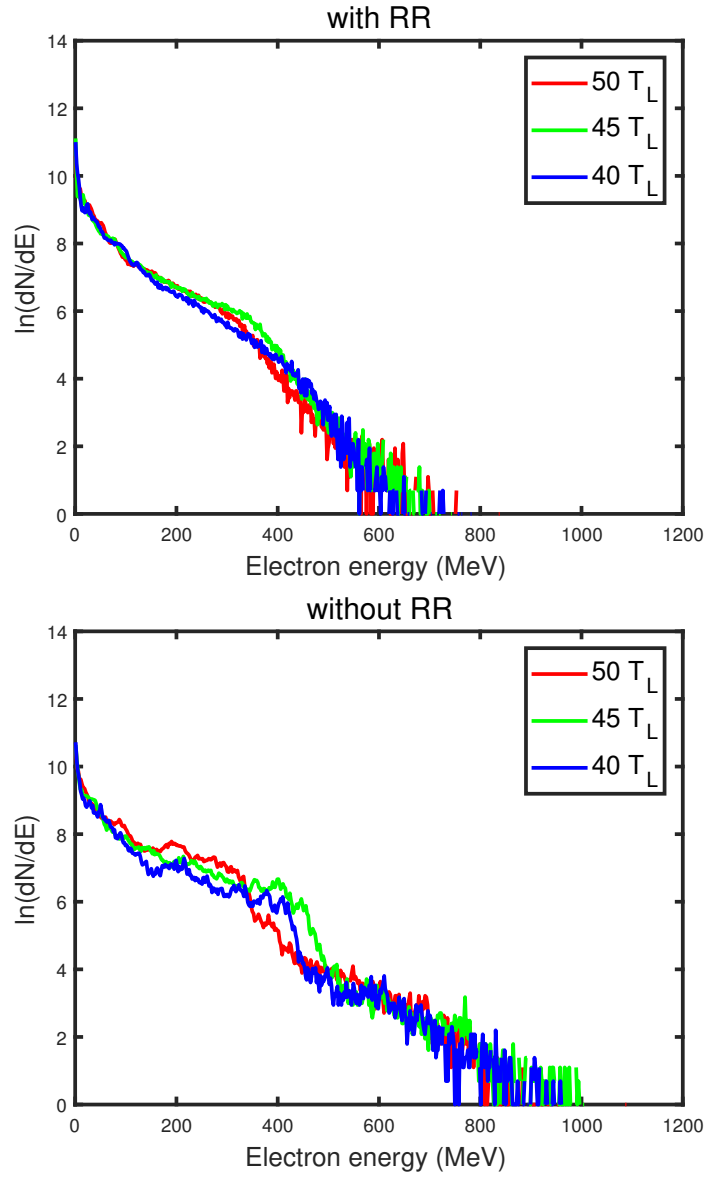 with RR
14
12
10
8
6
4
2
0
ln(dN/dE)
50 T_L
45 T_L
40 T_L
0 200 400 600 800 1000 1200
Electron energy (MeV)
without RR
14
12
10
8
6
4
2
0
ln(dN/dE)
50 T_L
45 T_L
40 T_L
0 200 400 600 800 1000 1200
Electron energy (MeV)